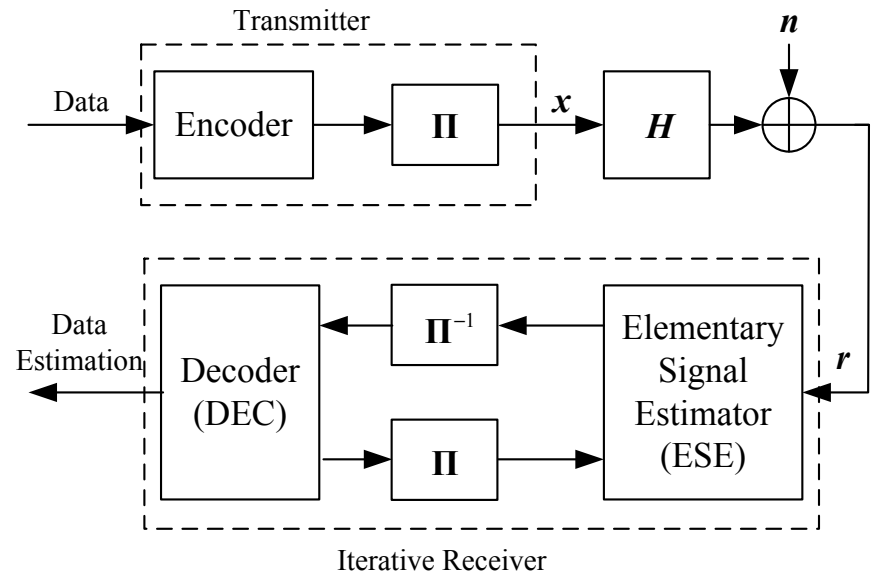 Transmitter
Data
Encoder
Π
x
H
n
Data
Estimation
Decoder
(DEC)
Π⁻¹
Π
Elementary
Signal
Estimator
(ESE)
r
Iterative Receiver